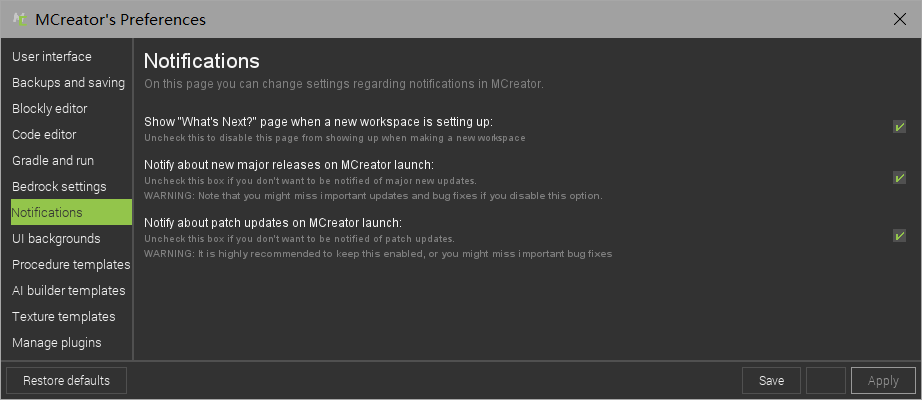 MCreator's Preferences
User interface
Backups and saving
Blockly editor
Code editor
Gradle and run
Bedrock settings
Notifications
UI backgrounds
Procedure templates
AI builder templates
Texture templates
Manage plugins
Notifications
On this page you can change settings regarding notifications in MCreator.
Show "What's Next?" page when a new workspace is setting up:
Uncheck this to disable this page from showing up when making a new workspace
Notify about new major releases on MCreator launch:
Uncheck this box if you don't want to be notified of major new updates.
WARNING: Note that you might miss important updates and bug fixes if you disable this option.
Notify about patch updates on MCreator launch:
Uncheck this box if you don't want to be notified of patch updates.
WARNING: It is highly recommended to keep this enabled, or you might miss important bug fixes
Restore defaults
Save
Apply